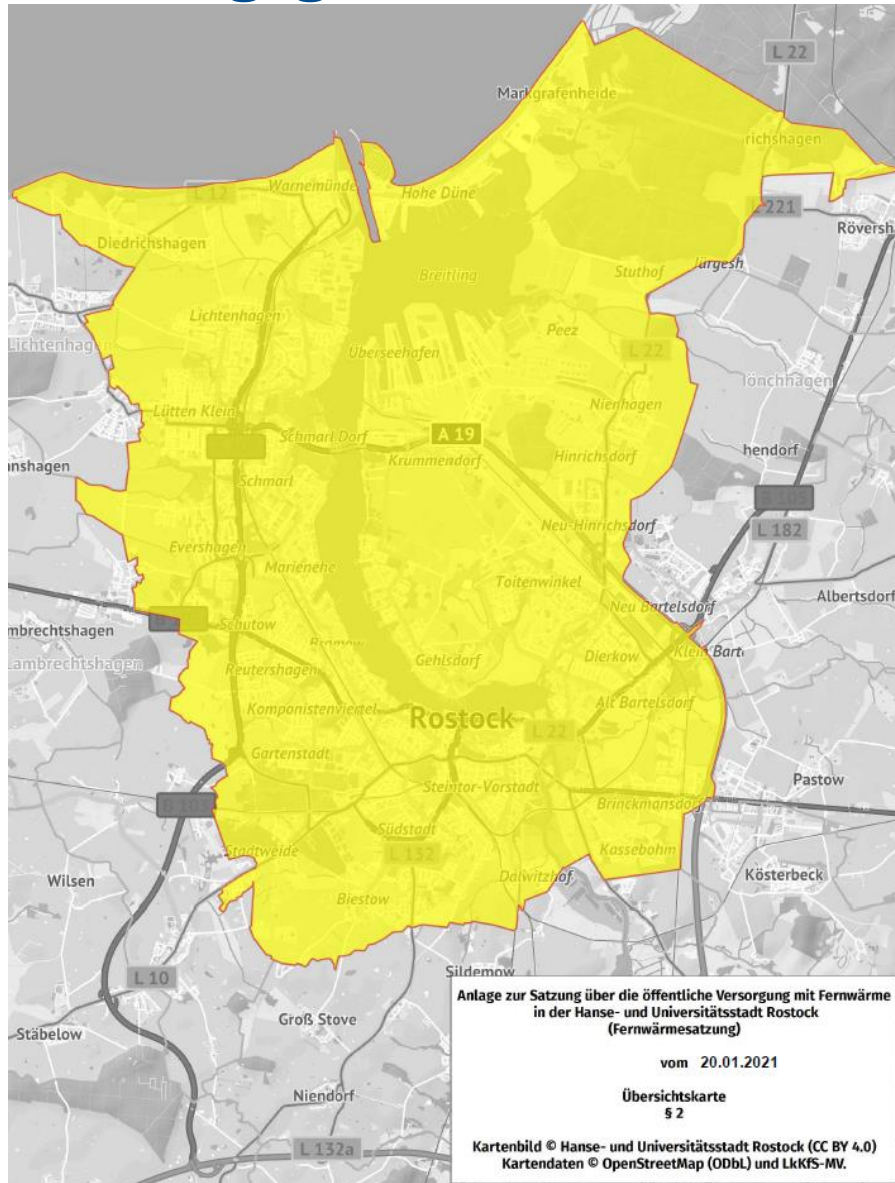 L 22
Markgrafenheide
richshagen
Warnemünde
L 12
Hohe Düne
L 221
Röversh
Diedrichshagen
Breitling
Stuthof
Jürgesh
Lichtenhagen
Peez
Lichtenhagen
Überseehafen
L 22
önchhagen
Nienhagen
Lütten Klein
Schmarl Dorf
A 19
Krummendorf
Hinrichsdorf
hendorf
anshagen
Schmarl
B 105
Neu-Hinrichsdorf
L 182
Evershagen
Marienehe
Toitenwinkel
Albertsdorf
Neu Bartelsdorf
mbrechtshagen
Schutow
Bramow
Klein Bart
Lambrechtshagen
Reutershagen
Gehlsdorf
Dierkow
Komponistenviertel
Alt Bartelsdorf
Rostock
L 22
Gartenstadt
Steintor-Vorstadt
Pastow
B 103
Brinckmansdorf
Südstadt
Stadtweide
L 132
Kassebohm
Wilsen
Dalwitzhof
Kösterbeck
Biestow
L 10
Sildemow
Groß Stove
Stäbelow
Niendorf
L 132a
Anlage zur Satzung über die öffentliche Versorgung mit Fernwärme
in der Hanse- und Universitätsstadt Rostock
(Fernwärmesatzung)
vom 20.01.2021
Übersichtskarte
§ 2
Kartenbild © Hanse- und Universitätsstadt Rostock (CC BY 4.0)
Kartendaten © OpenStreetMap (ODbL) und LkKfS-MV.